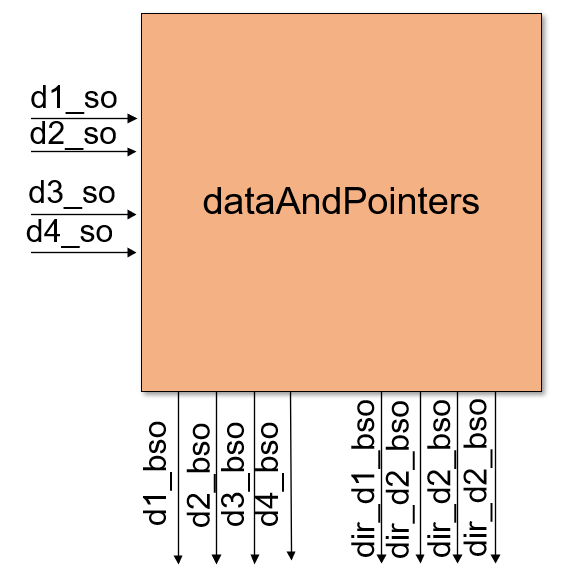 d1_so
d2_so
d3_so
d4_so
dataAndPointers
d1_bso
d2_bso
d3_bso
d4_bso
dir_d1_bso
dir_d2_bso
dir_d2_bso
dir_d2_bso